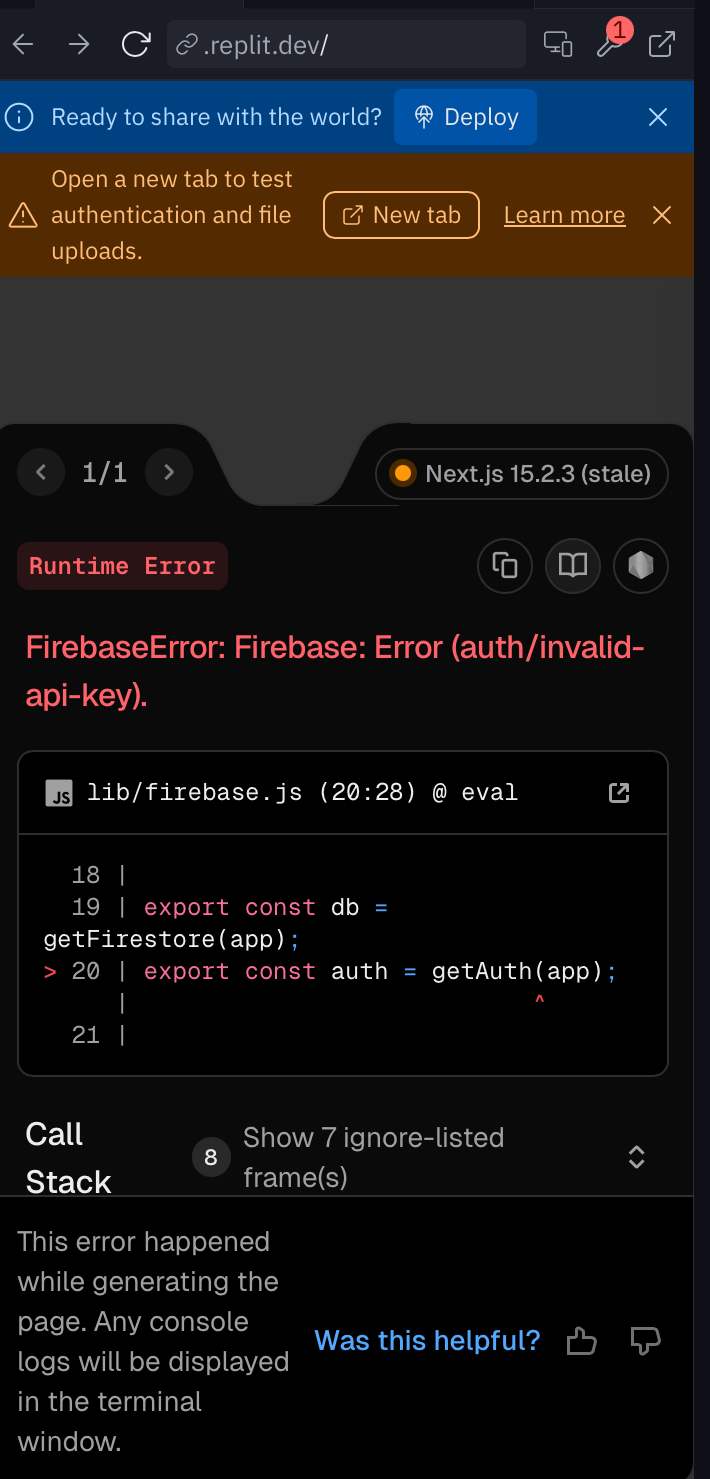 .replit.dev/
1
Ready to share with the world?
Deploy
Open a new tab to test
authentication and file
uploads.
New tab
Learn more
1/1
Next.js 15.2.3 (stale)
Runtime Error
FirebaseError: Firebase: Error (auth/invalid-
api-key).
JS
lib/firebase.js (20:28) @ eval
18 |
19 | export const db =
getFirestore(app);
> 20 | export const auth = getAuth(app);
| ^
21 |
Call
Stack
8
Show 7 ignore-listed
frame(s)
This error happened
while generating the
page. Any console
logs will be displayed
in the terminal
window.
Was this helpful?